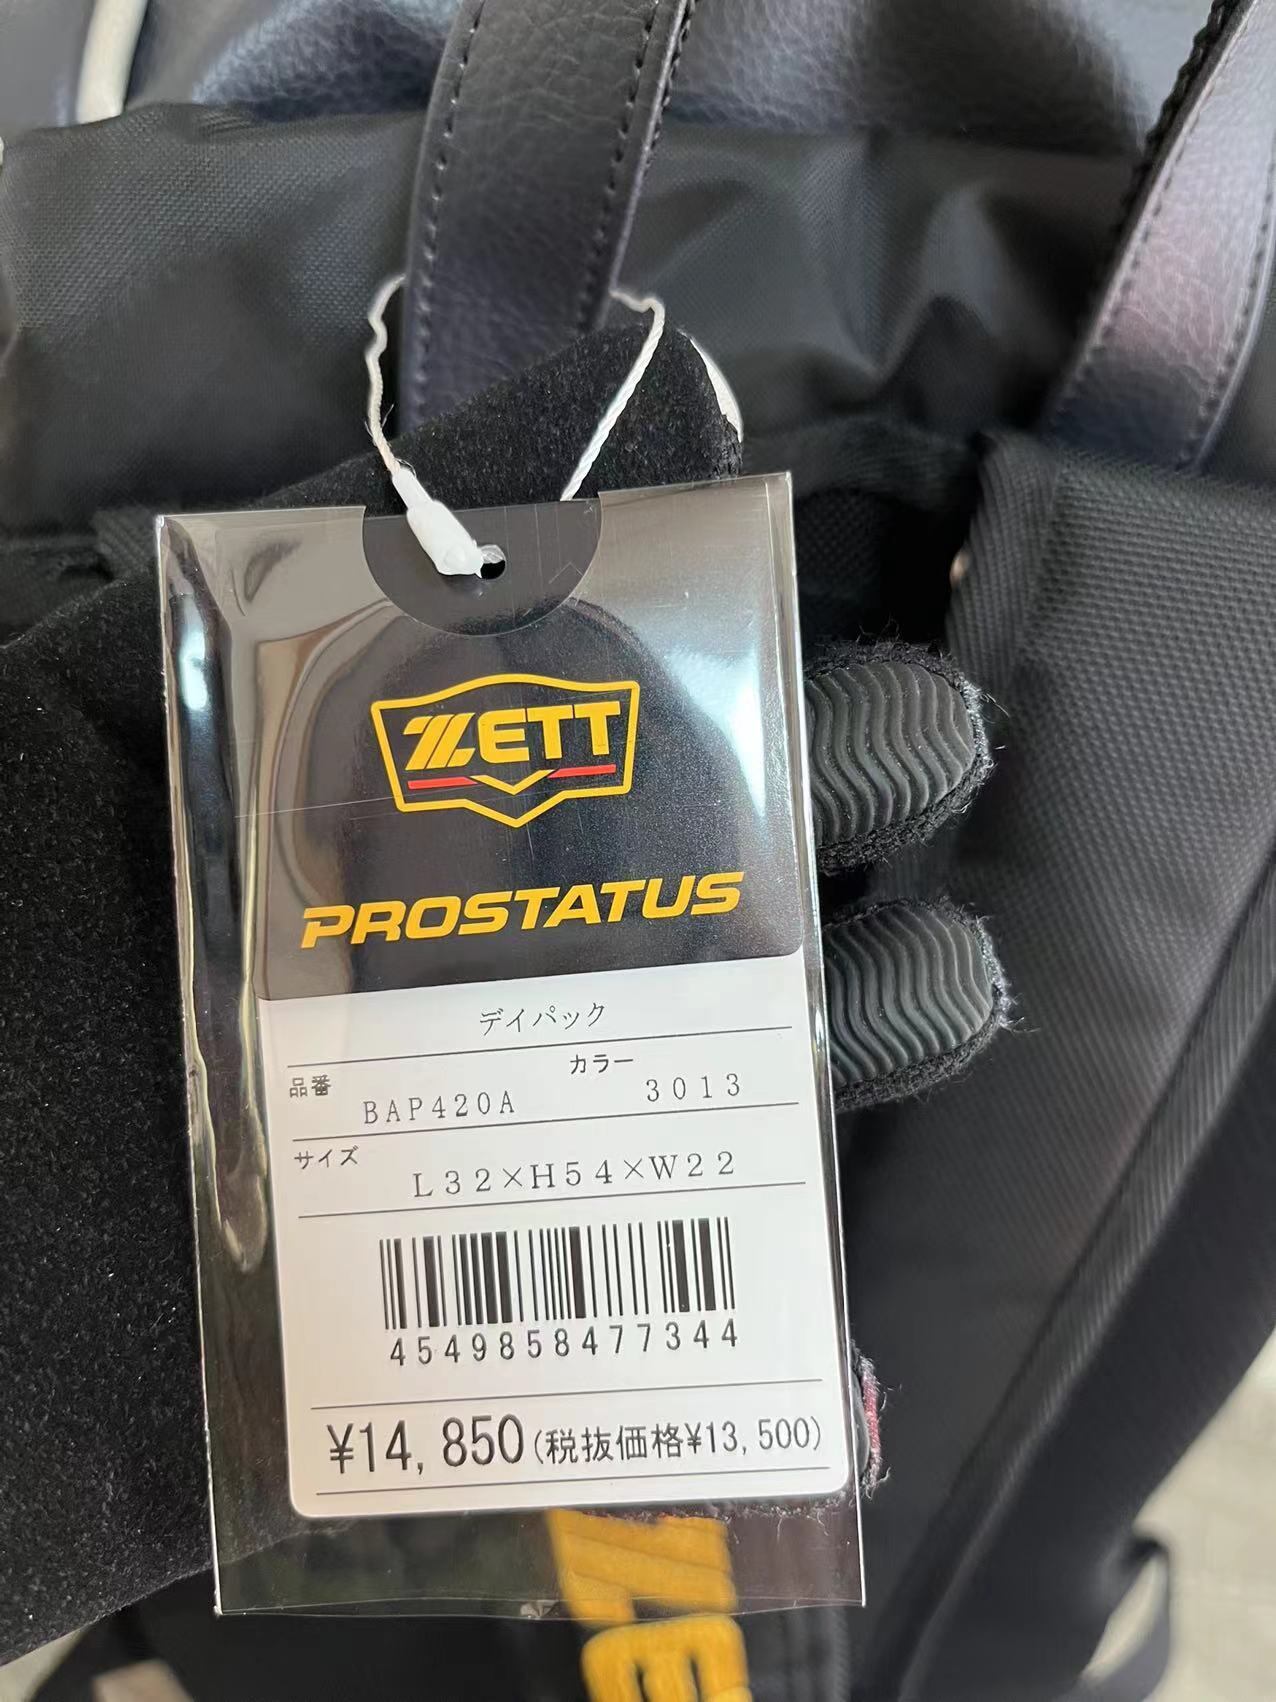 ZETT
PROSTATUS
デイパック
品番 BAP420A カラー 3013
サイズ L32×H54×W22
4549858477344
¥14,850(税抜価格¥13,500)